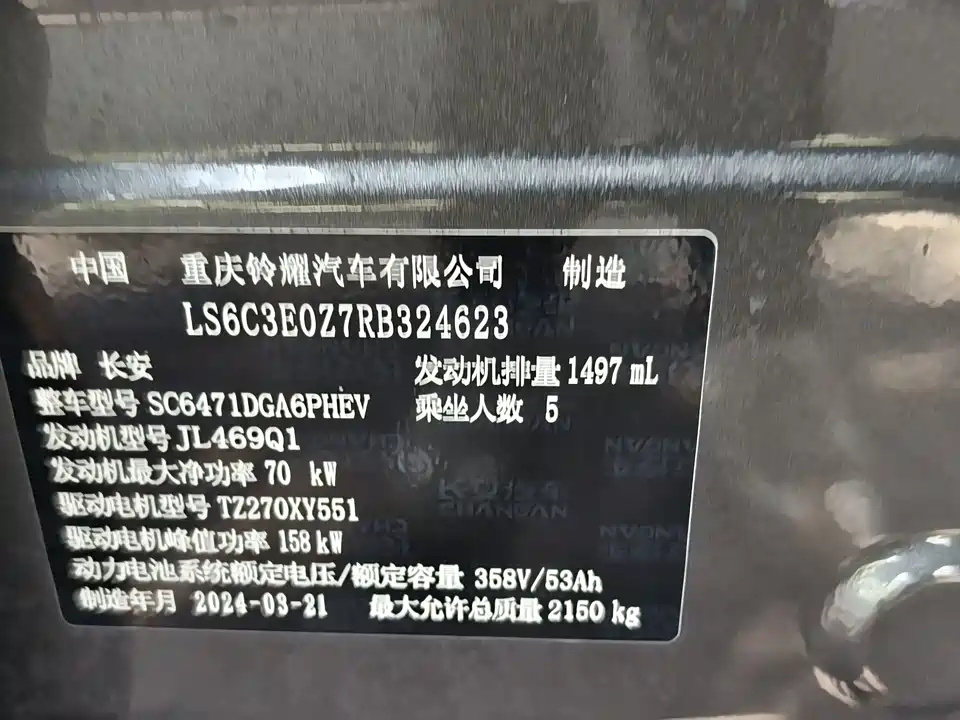 中国 重庆铃耀汽车有限公司 制造
LS6C3E0Z7RB324623
品牌 长安 发动机排量 1497 mL
整车型号 SC6471DGA6PHEV 乘坐人数 5
发动机型号 JL469Q1
发动机最大净功率 70 kW
驱动电机型号 TZ270XY551
驱动电机峰值功率 158 kW
动力电池系统额定电压/额定容量 358V/53Ah
制造年月 2024-03-21 最大允许总质量 2150 kg